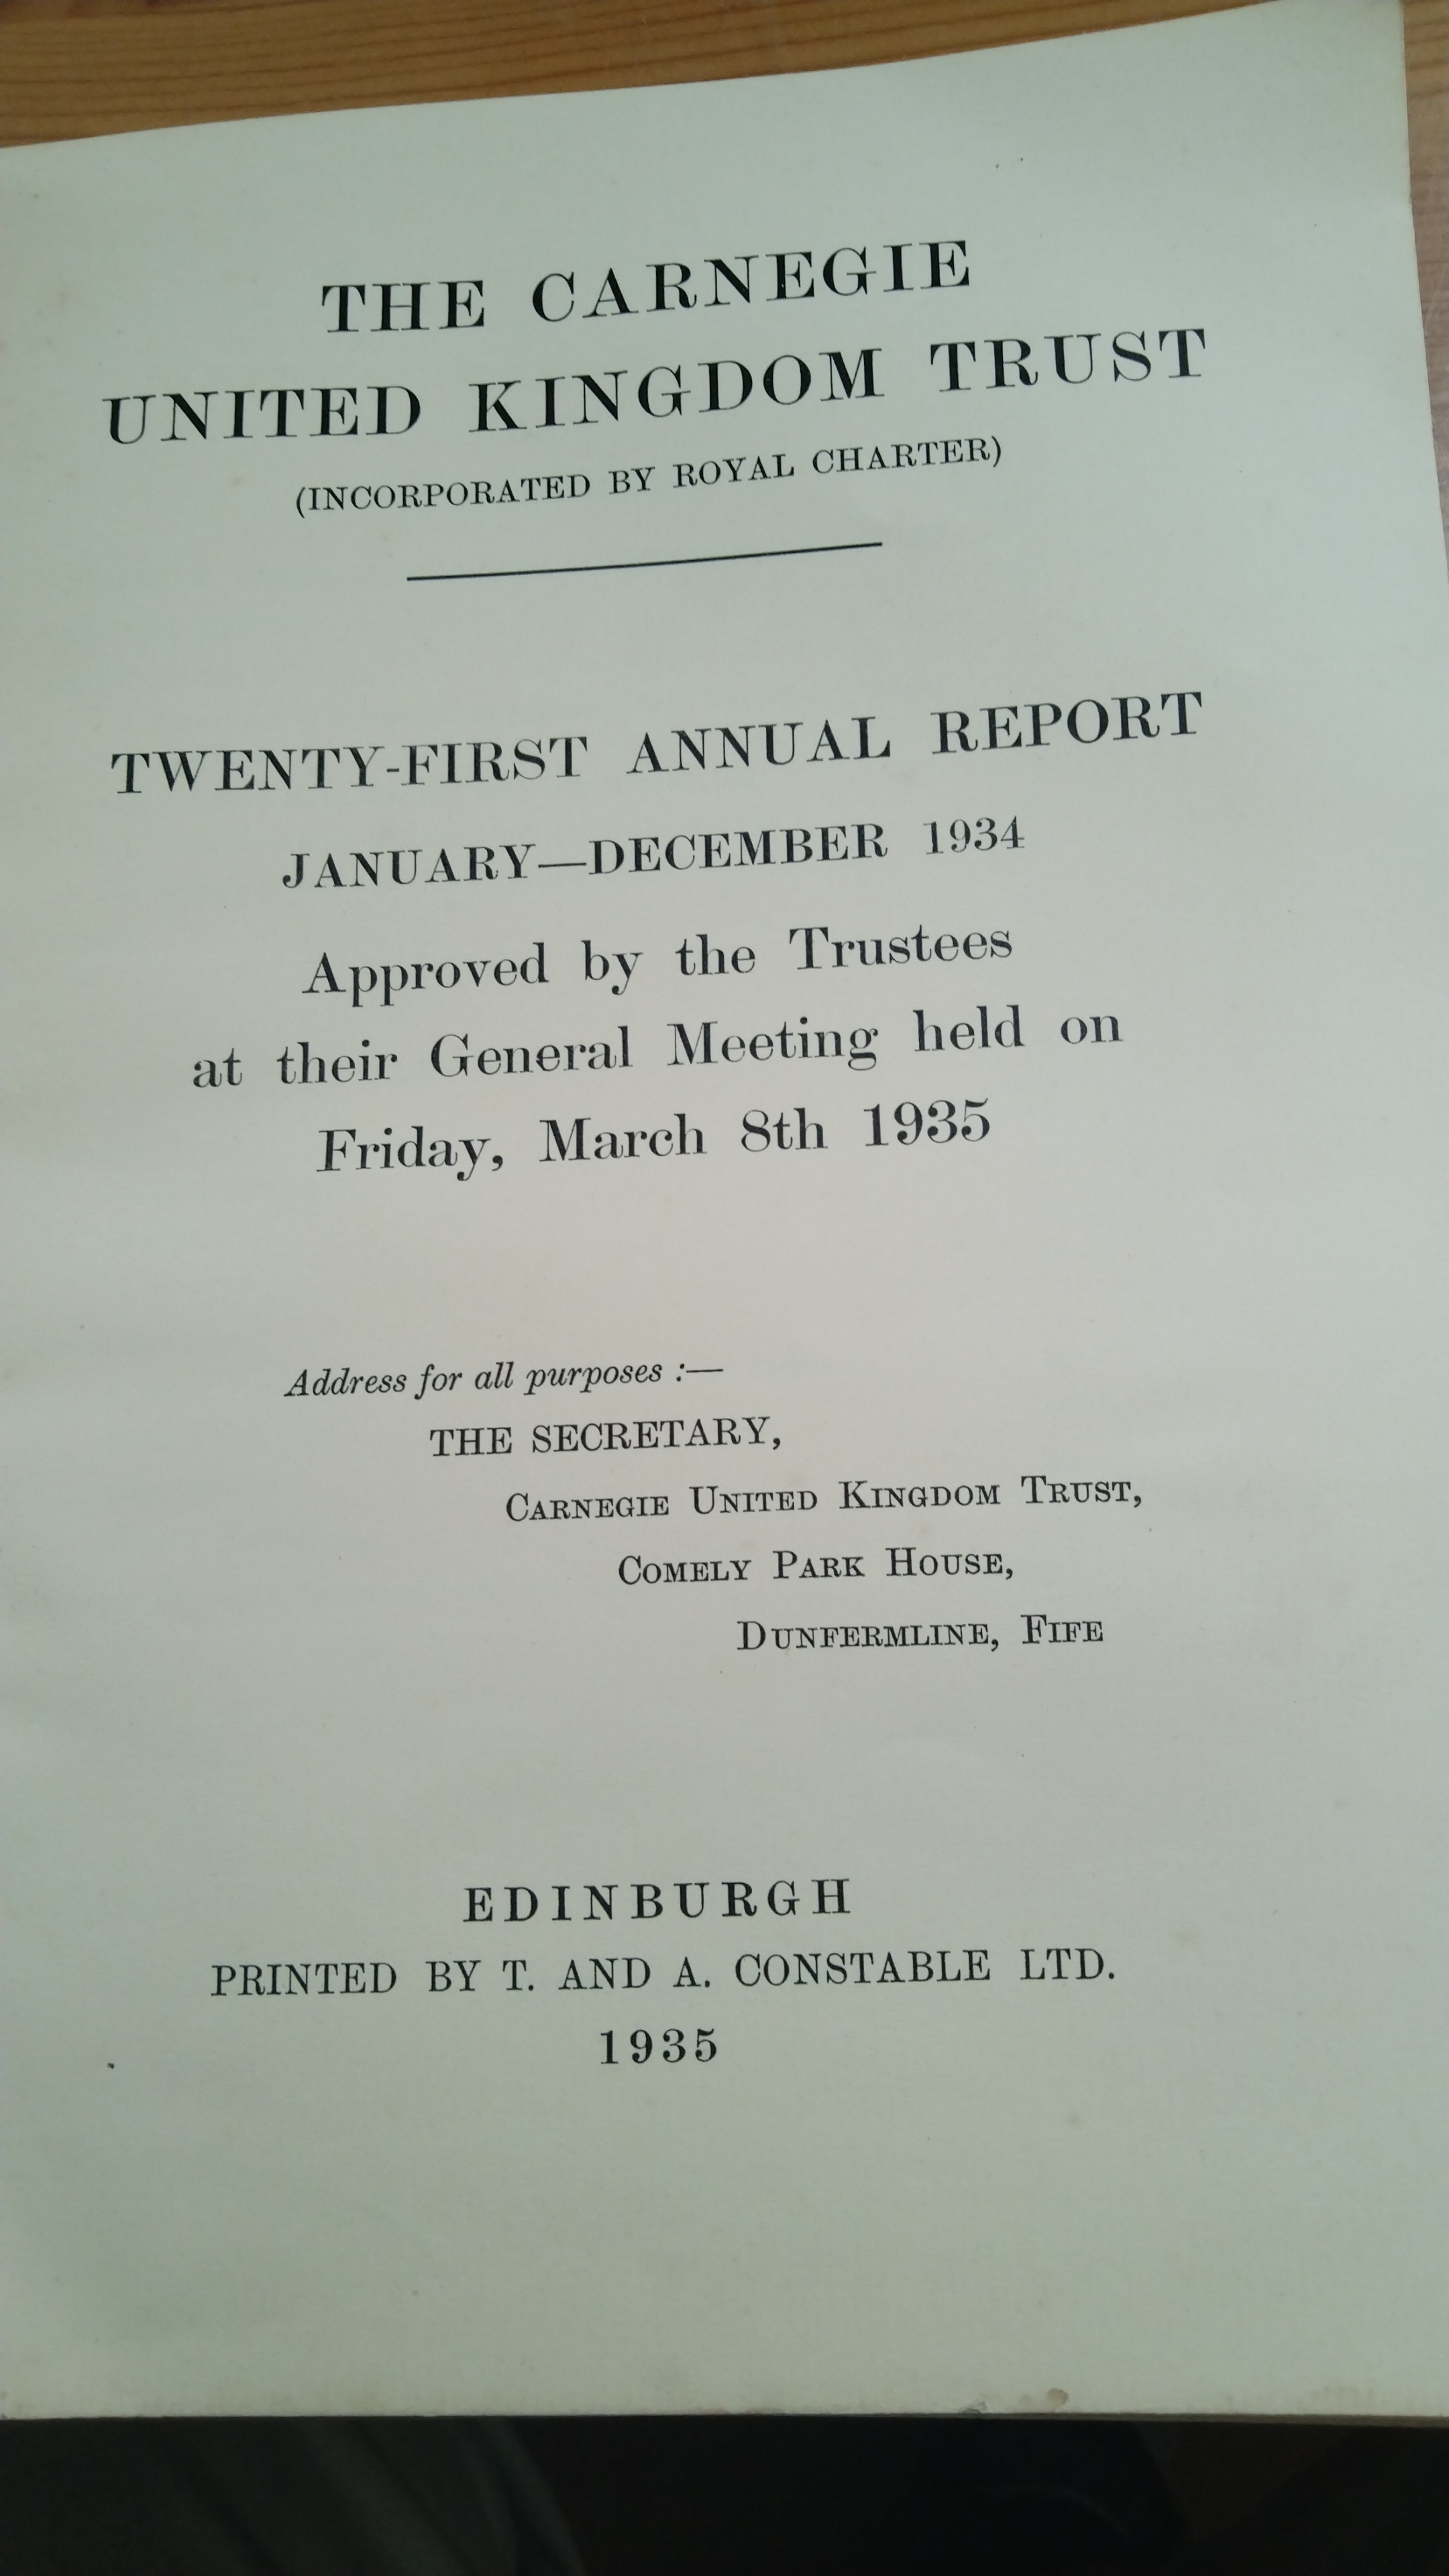 THE CARNEGIE
UNITED KINGDOM TRUST
(INCORPORATED BY ROYAL CHARTER)
TWENTY-FIRST ANNUAL REPORT
JANUARY—DECEMBER 1934
Approved by the Trustees
at their General Meeting held on
Friday, March 8th 1935
Address for all purposes :—
THE SECRETARY,
CARNEGIE UNITED KINGDOM TRUST,
COMELY PARK HOUSE,
DUNFERMLINE, FIFE
EDINBURGH
PRINTED BY T. AND A. CONSTABLE LTD.
1935